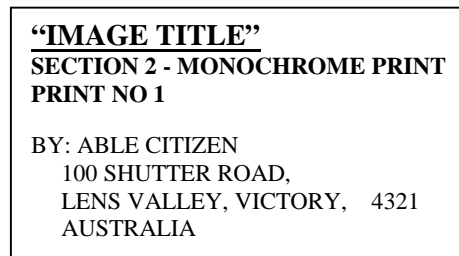 “IMAGE TITLE”
SECTION 2 - MONOCHROME PRINT
PRINT NO 1
BY: ABLE CITIZEN
100 SHUTTER ROAD,
LENS VALLEY, VICTORY, 4321
AUSTRALIA